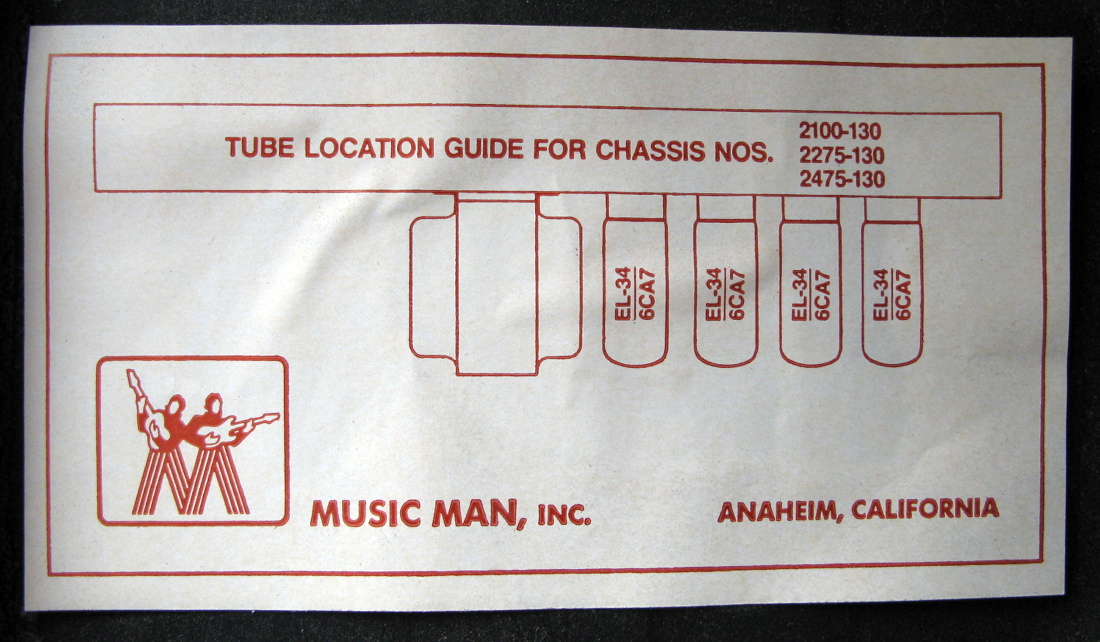 TUBE LOCATION GUIDE FOR CHASSIS NOS.
2100-130
2275-130
2475-130
EL-34
6CA7
EL-34
6CA7
EL-34
6CA7
EL-34
6CA7
MUSIC MAN, INC.
ANAHEIM, CALIFORNIA